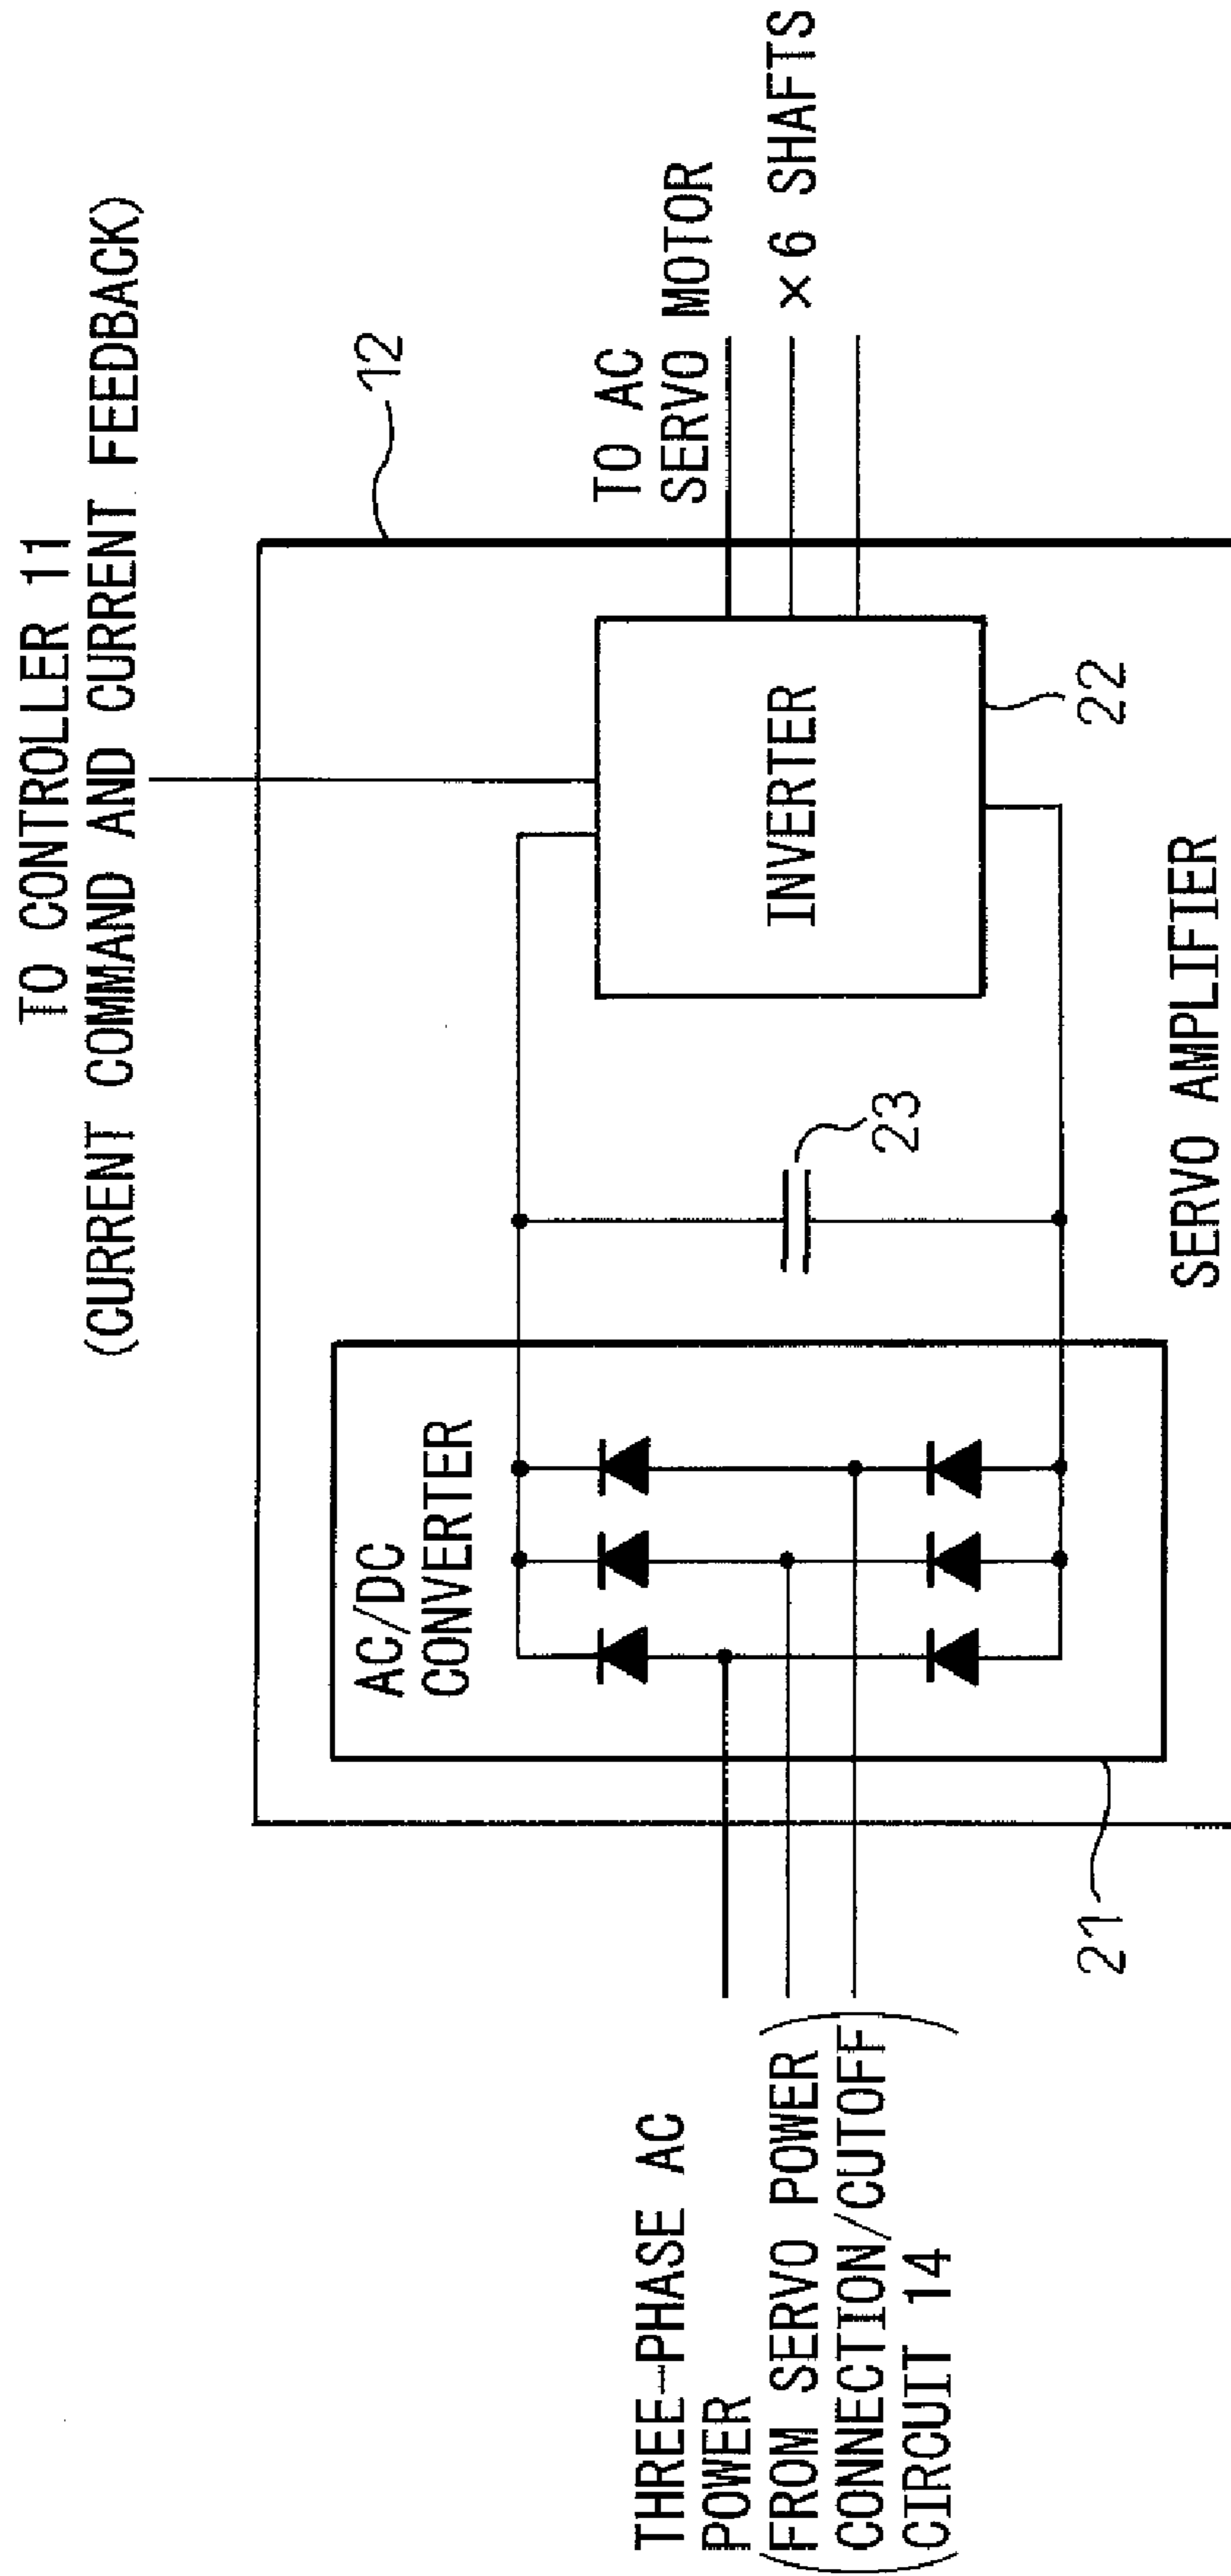 TO CONTROLLER 11
(CURRENT COMMAND AND CURRENT FEEDBACK)
12
TO AC
SERVO MOTOR
×6 SHAFTS
AC/DC
CONVERTER
INVERTER
22
23
21
THREE-PHASE AC
POWER
(FROM SERVO POWER
CONNECTION/CUTOFF
CIRCUIT 14)
SERVO AMPLIFIER